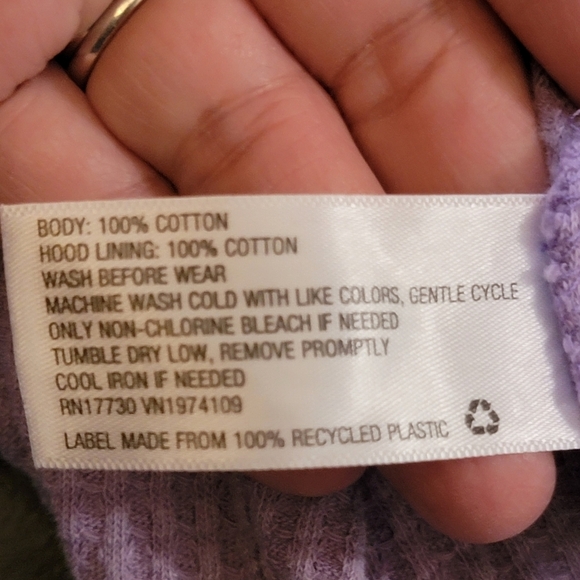 BODY: 100% COTTON
HOOD LINING: 100% COTTON
WASH BEFORE WEAR
MACHINE WASH COLD WITH LIKE COLORS, GENTLE CYCLE
ONLY NON-CHLORINE BLEACH IF NEEDED
TUMBLE DRY LOW, REMOVE PROMPTLY
COOL IRON IF NEEDED
RN17730 VN1974109
LABEL MADE FROM 100% RECYCLED PLASTIC